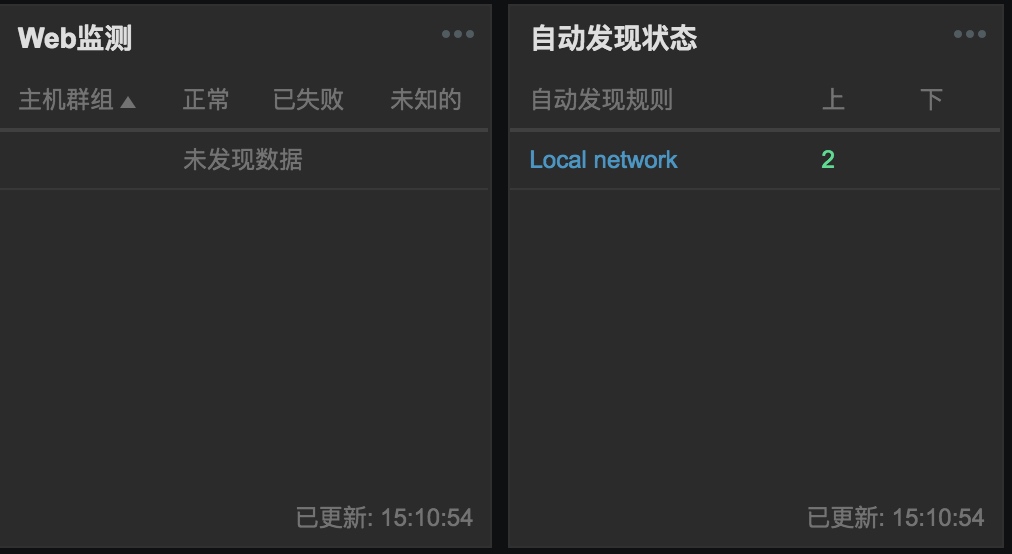 Web监测
主机群组 正常 已失败 未知的
未发现数据
已更新: 15:10:54
自动发现状态
自动发现规则 上 下
Local network 2
已更新: 15:10:54